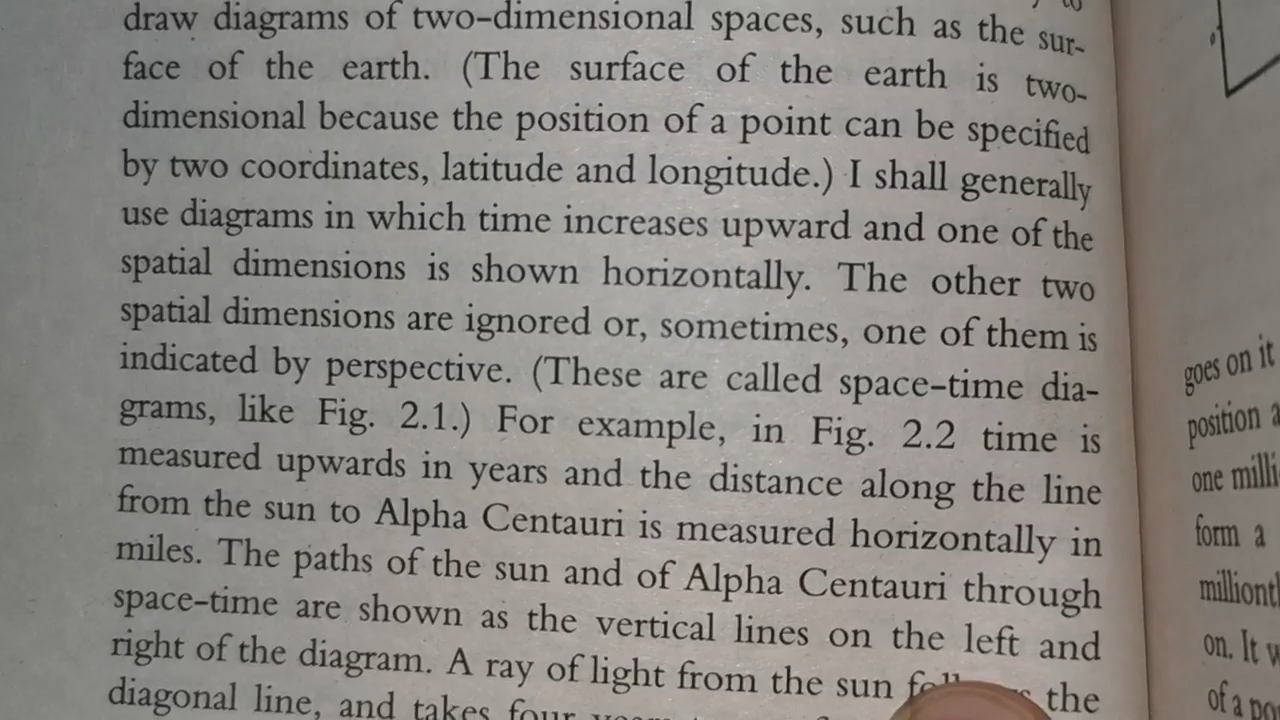 to
draw diagrams of two-dimensional spaces, such as the sur-
face of the earth. (The surface of the earth is two-
dimensional because the position of a point can be specified
by two coordinates, latitude and longitude.) I shall generally
use diagrams in which time increases upward and one of the
spatial dimensions is shown horizontally. The other two
spatial dimensions are ignored or, sometimes, one of them is
indicated by perspective. (These are called space-time dia-
grams, like Fig. 2.1.) For example, in Fig. 2.2 time is
measured upwards in years and the distance along the line
from the sun to Alpha Centauri is measured horizontally in
miles. The paths of the sun and of Alpha Centauri through
space-time are shown as the vertical lines on the left and
right of the diagram. A ray of light from the sun the
diagonal line, and takes four
goes on it
position
one
form a
on. It
of a